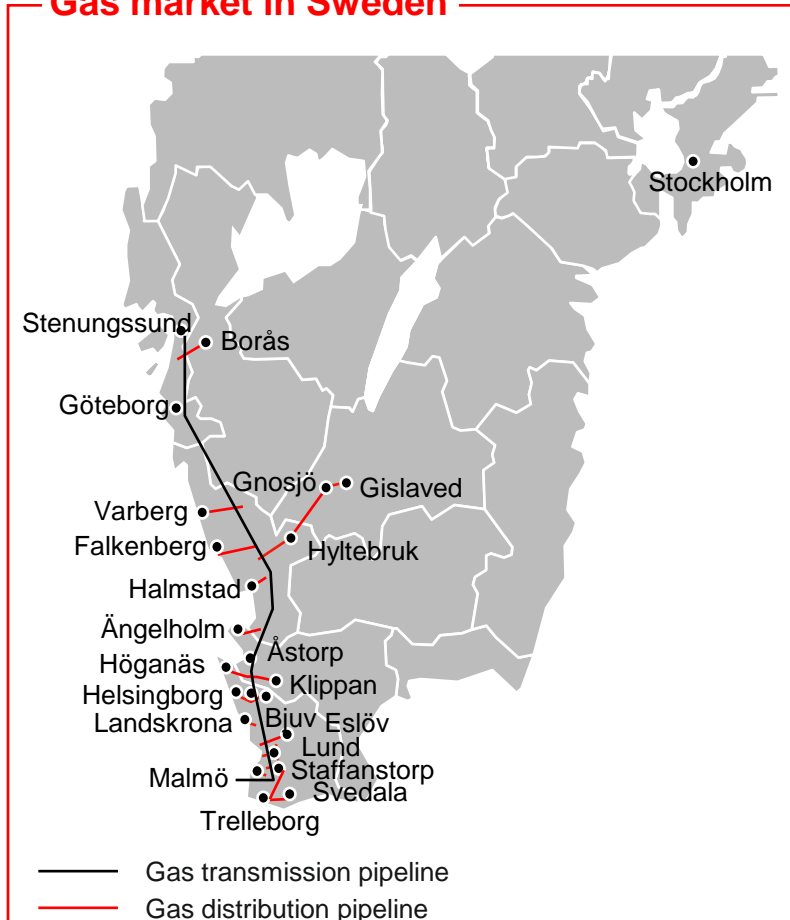 Gas market in Sweden
Stockholm
Stenungssund
Borås
Göteborg
Gnosjö
Gislaved
Varberg
Falkenberg
Hyltebruk
Halmstad
Ängelholm
Åstorp
Höganäs
Klippan
Helsingborg
Landskrona
Bjuv
Eslöv
Lund
Malmö
Staffanstorp
Svedala
Trelleborg
Gas transmission pipeline
Gas distribution pipeline